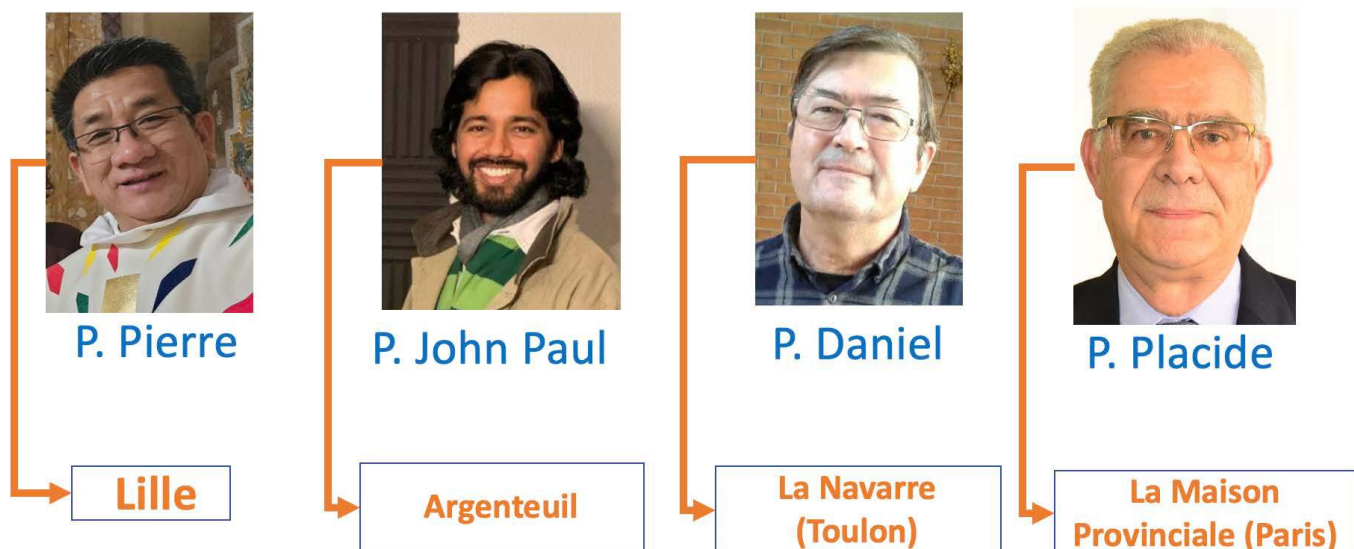 P. Pierre
P. John Paul
P. Daniel
P. Placide
Lille
Argenteuil
La Navarre
(Toulon)
La Maison
Provinciale (Paris)